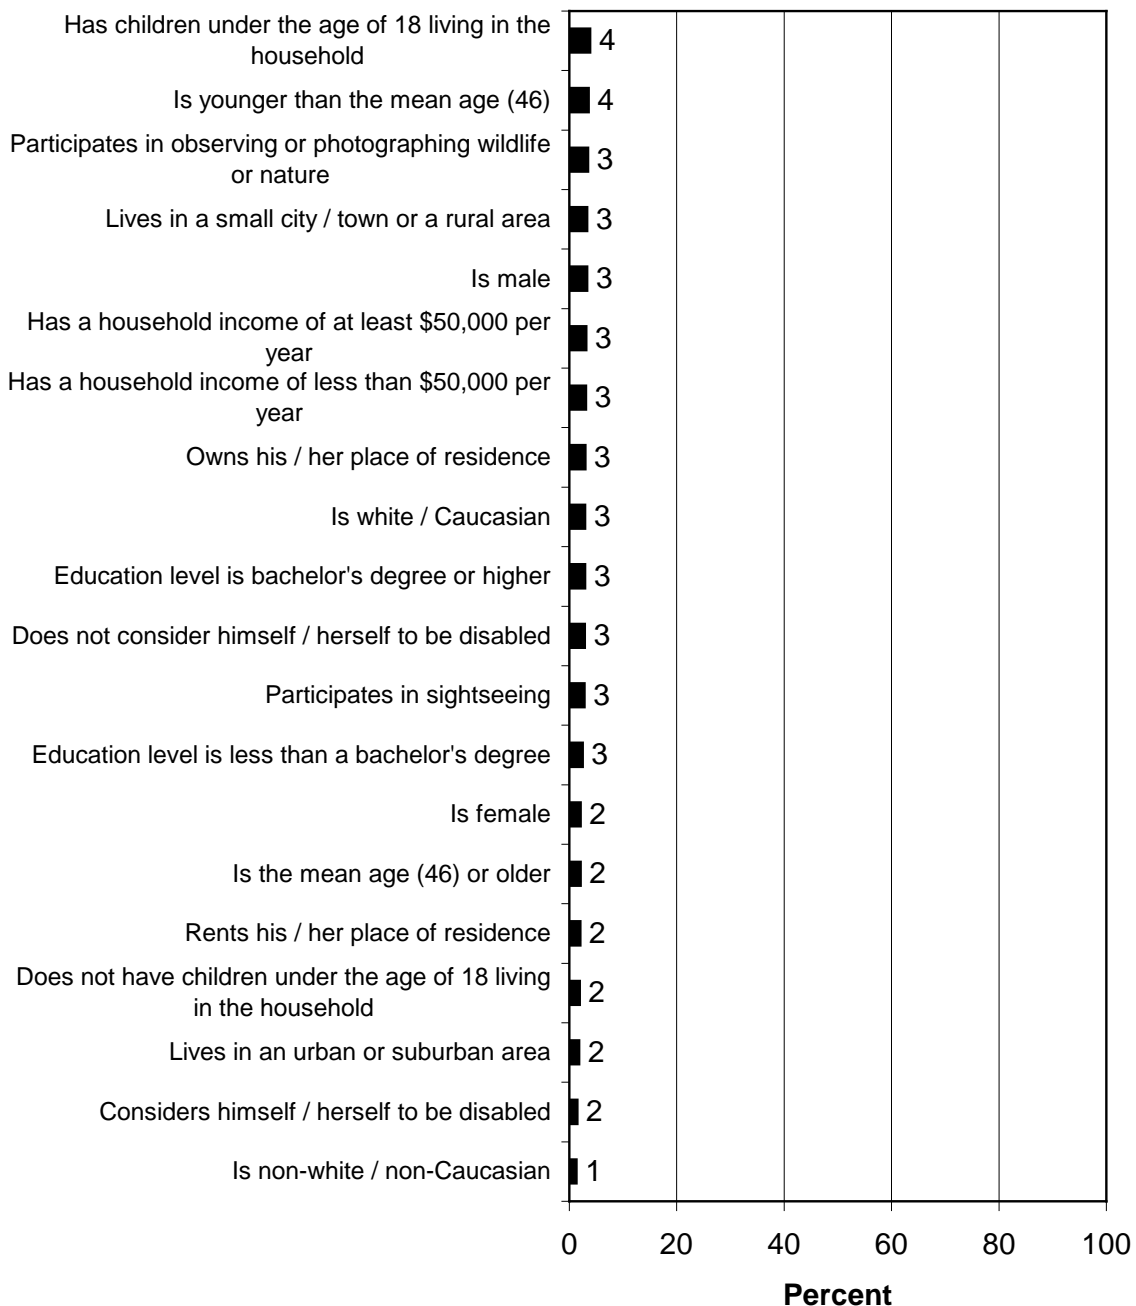 Has children under the age of 18 living in the
household
4
Is younger than the mean age (46)
4
Participates in observing or photographing wildlife
or nature
3
Lives in a small city / town or a rural area
3
Is male
3
Has a household income of at least $50,000 per
year
3
Has a household income of less than $50,000 per
year
3
Owns his / her place of residence
3
Is white / Caucasian
3
Education level is bachelor's degree or higher
3
Does not consider himself / herself to be disabled
3
Participates in sightseeing
3
Education level is less than a bachelor's degree
3
Is female
2
Is the mean age (46) or older
2
Rents his / her place of residence
2
Does not have children under the age of 18 living
in the household
2
Lives in an urban or suburban area
2
Considers himself / herself to be disabled
2
Is non-white / non-Caucasian
1
0 20 40 60 80 100
Percent